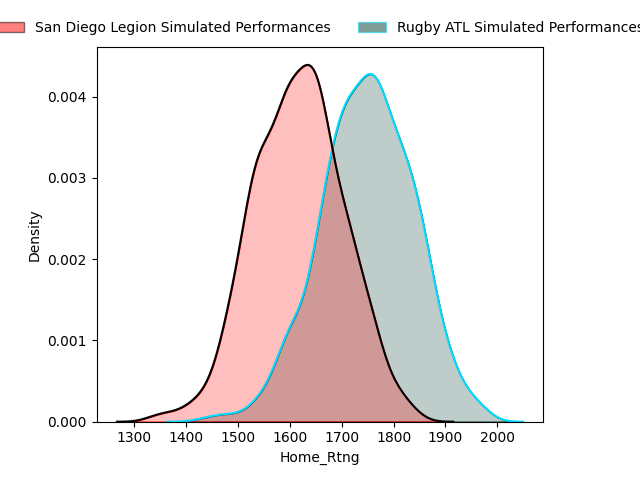 San Diego Legion Simulated Performances
Rugby ATL Simulated Performances
0.004
0.003
0.002
0.001
0.000
Density
1300 1400 1500 1600 1700 1800 1900 2000
Home_Rtng